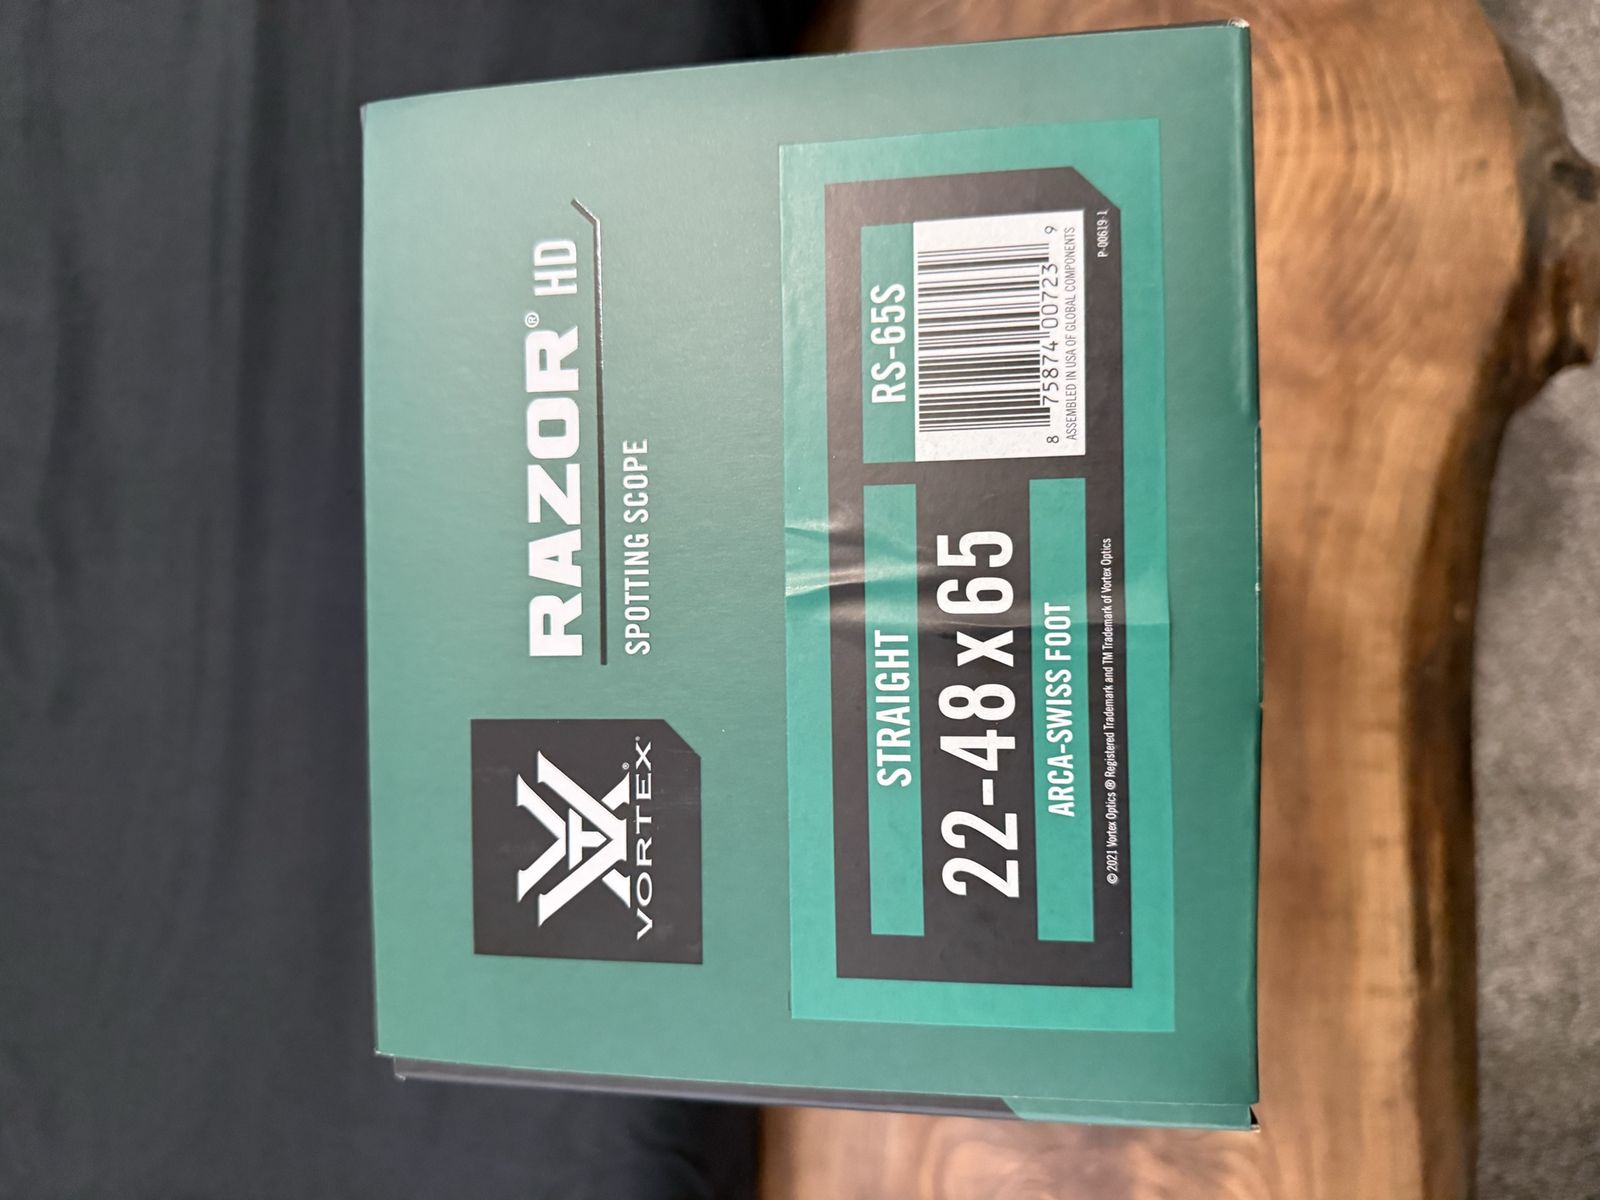 VORTEX®
RAZOR® HD
SPOTTING SCOPE
STRAIGHT
22-48 x 65
ARCA-SWISS FOOT
RS-65S
8 75874 00723 9
ASSEMBLED IN USA OF GLOBAL COMPONENTS
© 2021 Vortex Optics ® Registered Trademark and TM Trademark of Vortex Optics
P-00619-1